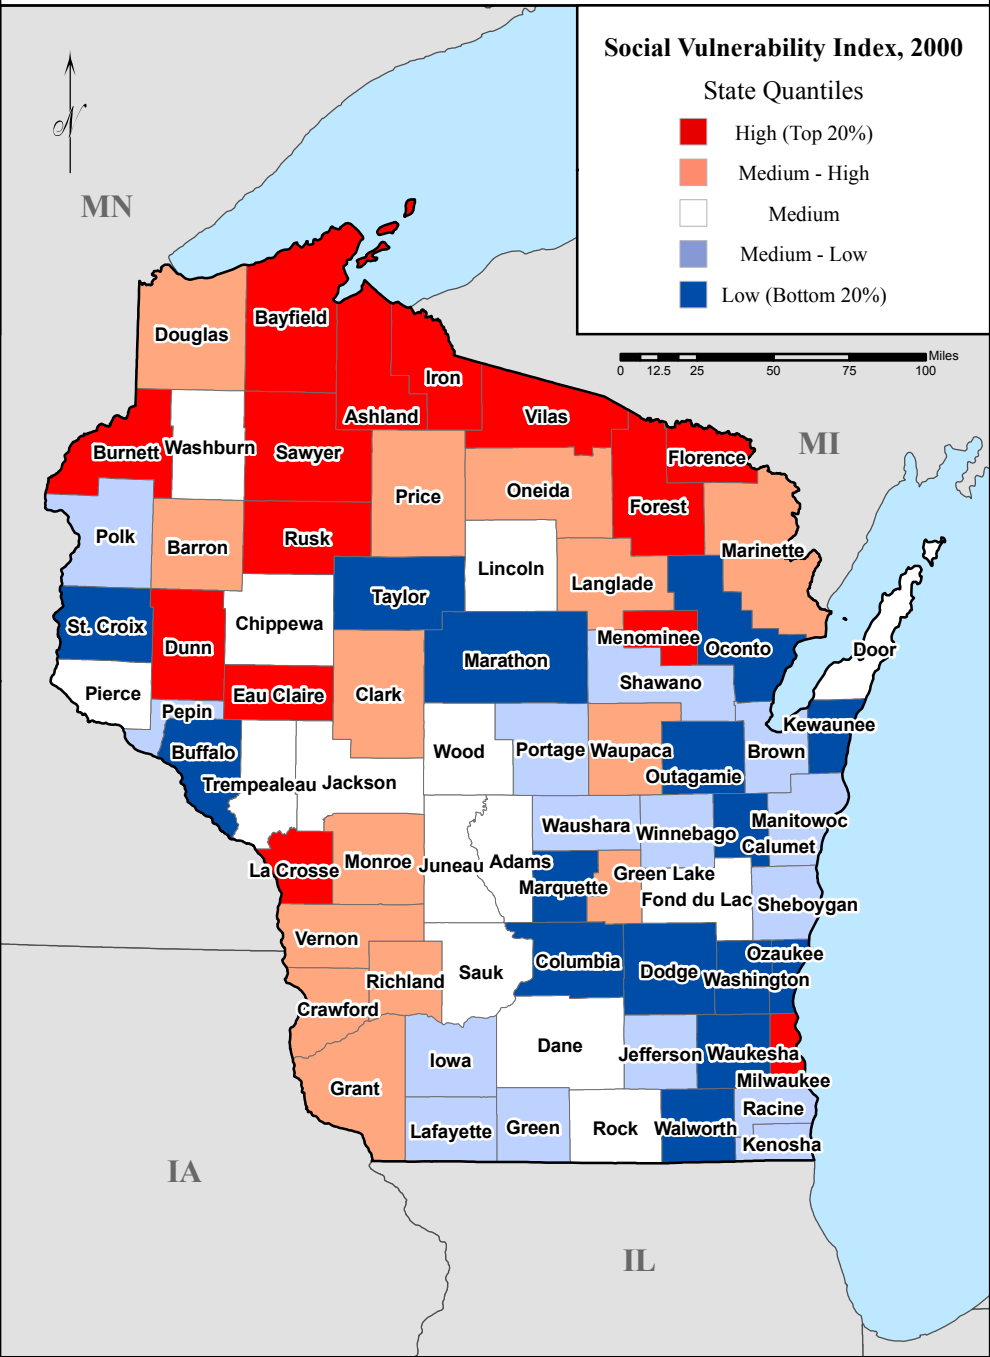 Social Vulnerability Index, 2000
State Quantiles
High (Top 20%)
Medium - High
Medium
Medium - Low
Low (Bottom 20%)
N
MN
Miles
0 12.5 25 50 75 100
Bayfield
Douglas
Iron
Ashland
Vilas
MI
Burnett
Washburn
Sawyer
Florence
Price
Oneida
Forest
Polk
Barron
Rusk
Marinette
Lincoln
Langlade
Taylor
St. Croix
Chippewa
Menominee
Dunn
Oconto
Door
Marathon
Shawano
Pierce
Eau Claire
Clark
Pepin
Kewaunee
Buffalo
Wood
Portage
Waupaca
Brown
Outagamie
Trempealeau
Jackson
Manitowoc
Waushara
Winnebago
Calumet
La Crosse
Monroe
Juneau
Adams
Green Lake
Marquette
Fond du Lac
Sheboygan
Vernon
Ozaukee
Columbia
Dodge
Sauk
Richland
Washington
Crawford
Dane
Jefferson
Waukesha
Iowa
Milwaukee
Grant
Racine
Lafayette
Green
Rock
Walworth
Kenosha
IA
IL